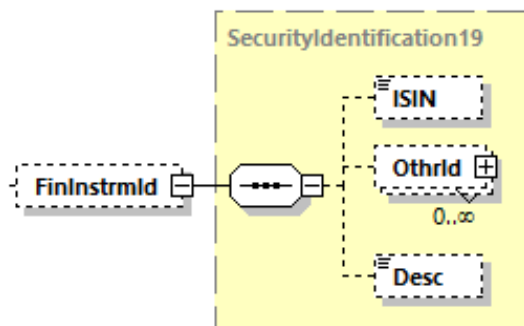 SecurityIdentification19
ISIN
FinInstrmId
OthrId
0..∞
Desc